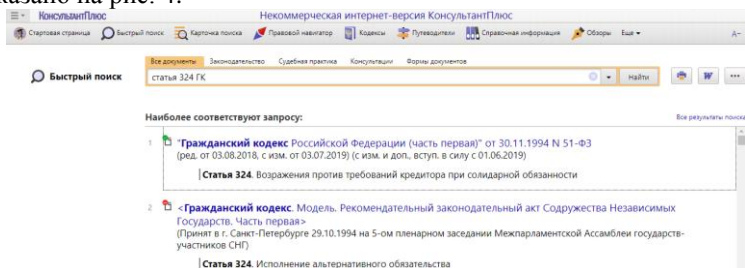 казано на рис. 4.
КонсультантПлюс Некоммерческая интернет-версия КонсультантПлюс
Стартовая страница Быстрый поиск Карточка поиска Правовой навигатор Кодексы Путеводители Справочная информация Обзоры Еще A-
Все документы Законодательство Судебная практика Консультации Формы документов
Быстрый поиск статья 324 ГК Найти W
Наиболее соответствуют запросу: Все результаты поиска
1 "Гражданский кодекс Российской Федерации (часть первая)" от 30.11.1994 N 51-ФЗ
(ред. от 03.08.2018, с изм. от 03.07.2019) (с изм. и доп., вступ. в силу с 01.06.2019)
Статья 324. Возражения против требований кредитора при солидарной обязанности
2 <Гражданский кодекс. Модель. Рекомендательный законодательный акт Содружества Независимых
Государств. Часть первая>
(Принят в г. Санкт-Петербурге 29.10.1994 на 5-ом пленарном заседании Межпарламентской Ассамблеи государств-
участников СНГ)
Статья 324. Исполнение альтернативного обязательства